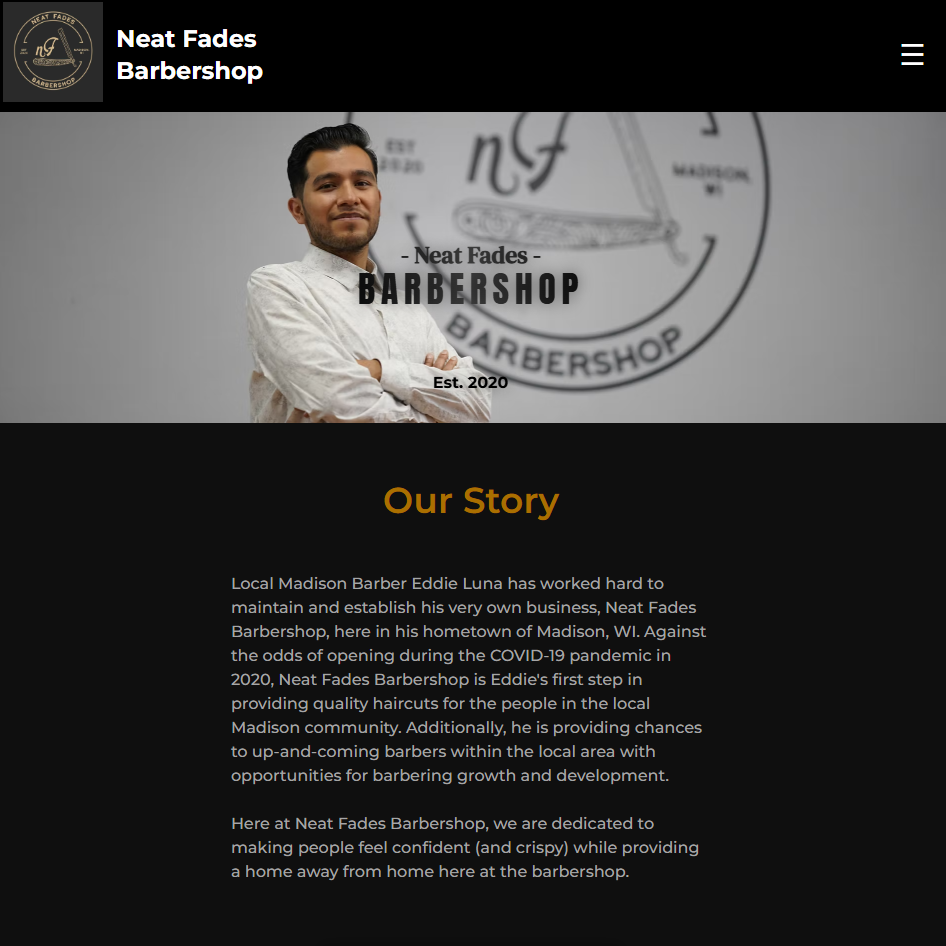 NEAT FADES
nF
EST
2020
MADISON,
WI
BARBERSHOP
Neat Fades
Barbershop
☰
EST
2020
nF
MADISON,
WI
BARBERSHOP
- Neat Fades -
BARBERSHOP
Est. 2020
Our Story
Local Madison Barber Eddie Luna has worked hard to
maintain and establish his very own business, Neat Fades
Barbershop, here in his hometown of Madison, WI. Against
the odds of opening during the COVID-19 pandemic in
2020, Neat Fades Barbershop is Eddie's first step in
providing quality haircuts for the people in the local
Madison community. Additionally, he is providing chances
to up-and-coming barbers within the local area with
opportunities for barbering growth and development.
Here at Neat Fades Barbershop, we are dedicated to
making people feel confident (and crispy) while providing
a home away from home here at the barbershop.